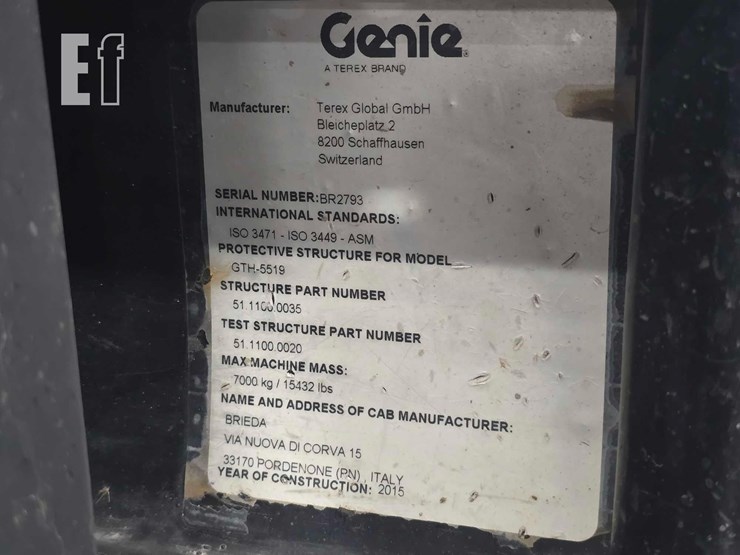 Ef
Genie
A TEREX BRAND
Manufacturer: Terex Global GmbH
Bleicheplatz 2
8200 Schaffhausen
Switzerland
SERIAL NUMBER:BR2793
INTERNATIONAL STANDARDS:
ISO 3471 - ISO 3449 - ASM
PROTECTIVE STRUCTURE FOR MODEL
GTH-5519
STRUCTURE PART NUMBER
51.1100.0035
TEST STRUCTURE PART NUMBER
51.1100.0020
MAX MACHINE MASS:
7000 kg / 15432 lbs
NAME AND ADDRESS OF CAB MANUFACTURER:
BRIEDA
VIA NUOVA DI CORVA 15
33170 PORDENONE (PN) , ITALY
YEAR OF CONSTRUCTION: 2015